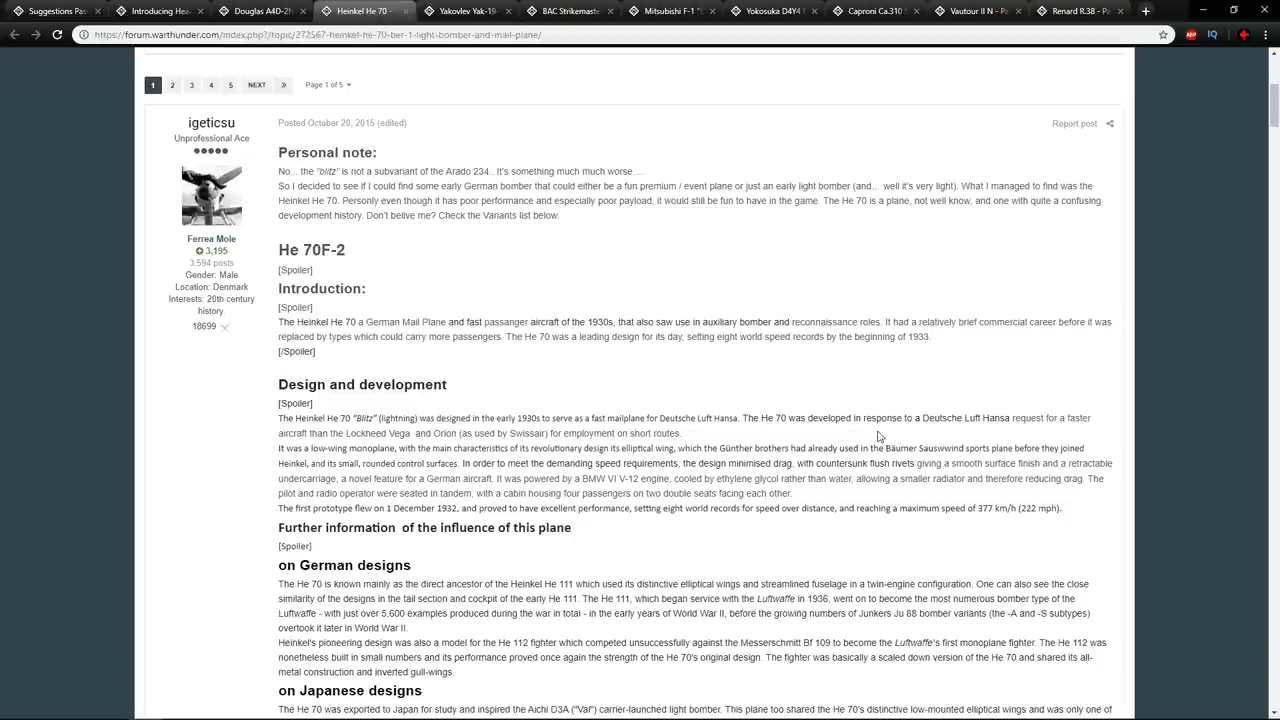 Suggestions Pas
Introducing Ha
Douglas A4D-2N
Heinkel He 70 -
Yakovlev Yak-19
BAC Strikemaste
Mitsubishi F-1 "
Yokosuka D4Y4 I
Caproni Ca.310
Vautour II N - Pa
Renard R.38 - Pa
https://forum.warthunder.com/index.php?/topic/272567-heinkel-he-70-tier-1-light-bomber-and-mail-plane/
1 2 3 4 5 NEXT » Page 1 of 5
igeticsu
Unprofessional Ace
Ferrea Mole
3,195
3,594 posts
Gender: Male
Location: Denmark
Interests: 20th century
history.
18699
Posted October 20, 2015 (edited)
Report post
Personal note:
No... the "blitz" is not a subvariant of the Arado 234.. It's something much much worse....
So I decided to see if I could find some early German bomber that could either be a fun premium / event plane or just an early light bomber (and... well it's very light). What I managed to find was the
Heinkel He 70. Personly even though it has poor performance and especially poor payload, it would still be fun to have in the game. The He 70 is a plane, not well know, and one with quite a confusing
development history. Don't belive me? Check the Variants list below.
He 70F-2
[Spoiler]
Introduction:
[Spoiler]
The Heinkel He 70 a German Mail Plane and fast passanger aircraft of the 1930s, that also saw use in auxiliary bomber and reconnaissance roles. It had a relatively brief commercial career before it was
replaced by types which could carry more passengers. The He 70 was a leading design for its day, setting eight world speed records by the beginning of 1933.
[/Spoiler]
Design and development
[Spoiler]
The Heinkel He 70 "Blitz" (lightning) was designed in the early 1930s to serve as a fast mailplane for Deutsche Luft Hansa. The He 70 was developed in response to a Deutsche Luft Hansa request for a faster
aircraft than the Lockheed Vega and Orion (as used by Swissair) for employment on short routes.
It was a low-wing monoplane, with the main characteristics of its revolutionary design its elliptical wing, which the Günther brothers had already used in the Bäumer Sauswwind sports plane before they joined
Heinkel, and its small, rounded control surfaces. In order to meet the demanding speed requirements, the design minimised drag, with countersunk flush rivets giving a smooth surface finish and a retractable
undercarriage, a novel feature for a German aircraft. It was powered by a BMW VI V-12 engine, cooled by ethylene glycol rather than water, allowing a smaller radiator and therefore reducing drag. The
pilot and radio operator were seated in tandem, with a cabin housing four passengers on two double seats facing each other.
The first prototype flew on 1 December 1932, and proved to have excellent performance, setting eight world records for speed over distance, and reaching a maximum speed of 377 km/h (222 mph).
Further information of the influence of this plane
[Spoiler]
on German designs
The He 70 is known mainly as the direct ancestor of the Heinkel He 111 which used its distinctive elliptical wings and streamlined fuselage in a twin-engine configuration. One can also see the close
similarity of the designs in the tail section and cockpit of the early He 111. The He 111, which began service with the Luftwaffe in 1936, went on to become the most numerous bomber type of the
Luftwaffe - with just over 5,600 examples produced during the war in total - in the early years of World War II, before the growing numbers of Junkers Ju 88 bomber variants (the -A and -S subtypes)
overtook it later in World War II.
Heinkel's pioneering design was also a model for the He 112 fighter which competed unsuccessfully against the Messerschmitt Bf 109 to become the Luftwaffe's first monoplane fighter. The He 112 was
nonetheless built in small numbers and its performance proved once again the strength of the He 70's original design. The fighter was basically a scaled down version of the He 70 and shared its all-
metal construction and inverted gull-wings.
on Japanese designs
The He 70 was exported to Japan for study and inspired the Aichi D3A ("Val") carrier-launched light bomber. This plane too shared the He 70's distinctive low-mounted elliptical wings and was only one of